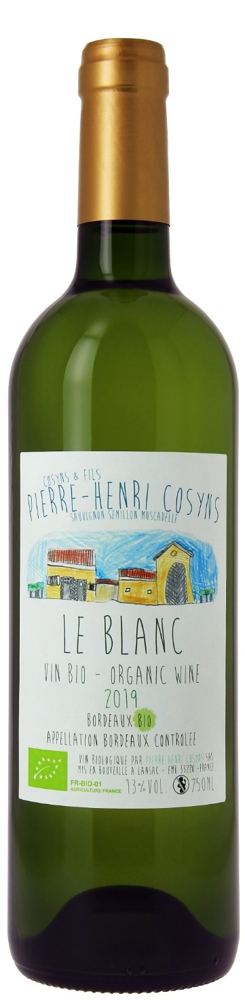 COSYNS & FILS
PIERRE-HENRI COSYNS
SAUVIGNON SEMILLON MUSCADELLE
LE BLANC
VIN BIO - ORGANIC WINE
2019
BORDEAUX BIO
APPELLATION BORDEAUX CONTROLEE
VIN BIOLOGIQUE PAR PIERRE HENRI COSYNS SAS
MIS EN BOUTEILLE A LANSAC - EMB 33228 - FRANCE
FR-BIO-01
AGRICULTURE FRANCE
13% VOL. 750ML